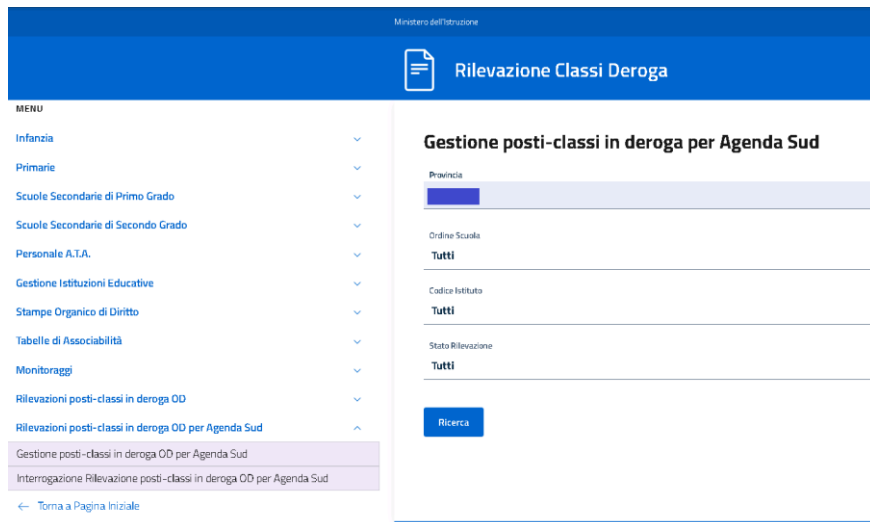 Ministero dell'Istruzione
Rilevazione Classi Deroga
MENU
Infanzia
Primarie
Scuole Secondarie di Primo Grado
Scuole Secondarie di Secondo Grado
Personale A.T.A.
Gestione Istituzioni Educative
Stampe Organico di Diritto
Tabelle di Associabilità
Monitoraggi
Rilevazioni posti-classi in deroga OD
Rilevazioni posti-classi in deroga OD per Agenda Sud
Gestione posti-classi in deroga OD per Agenda Sud
Interrogazione Rilevazione posti-classi in deroga OD per Agenda Sud
Torna a Pagina Iniziale
Gestione posti-classi in deroga per Agenda Sud
Provincia
Ordine Scuola
Tutti
Codice Istituto
Tutti
Stato Rilevazione
Tutti
Ricerca